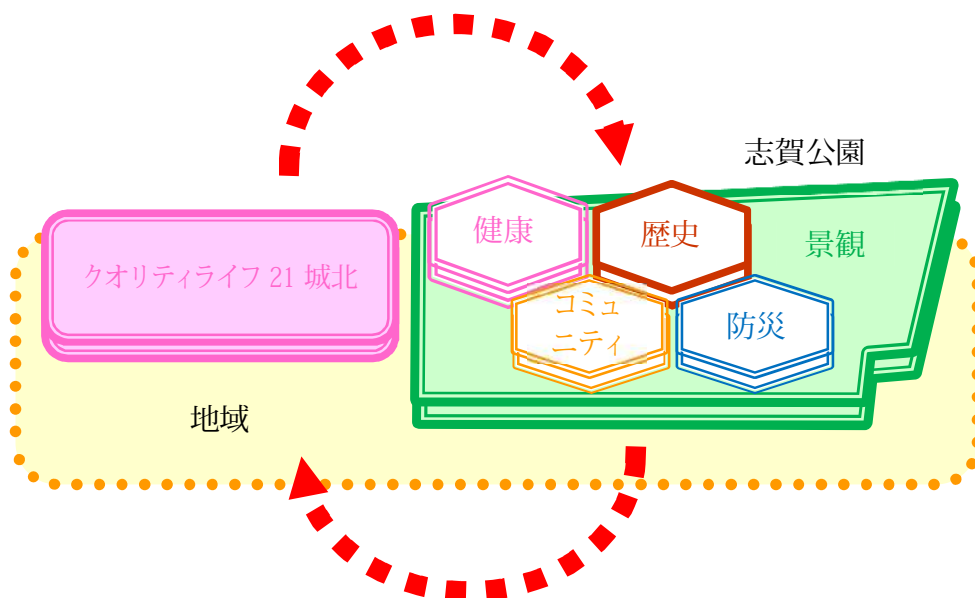 志賀公園
健康
歴史
景観
クオリティライフ 21 城北
コミュ
ニティ
防災
地域